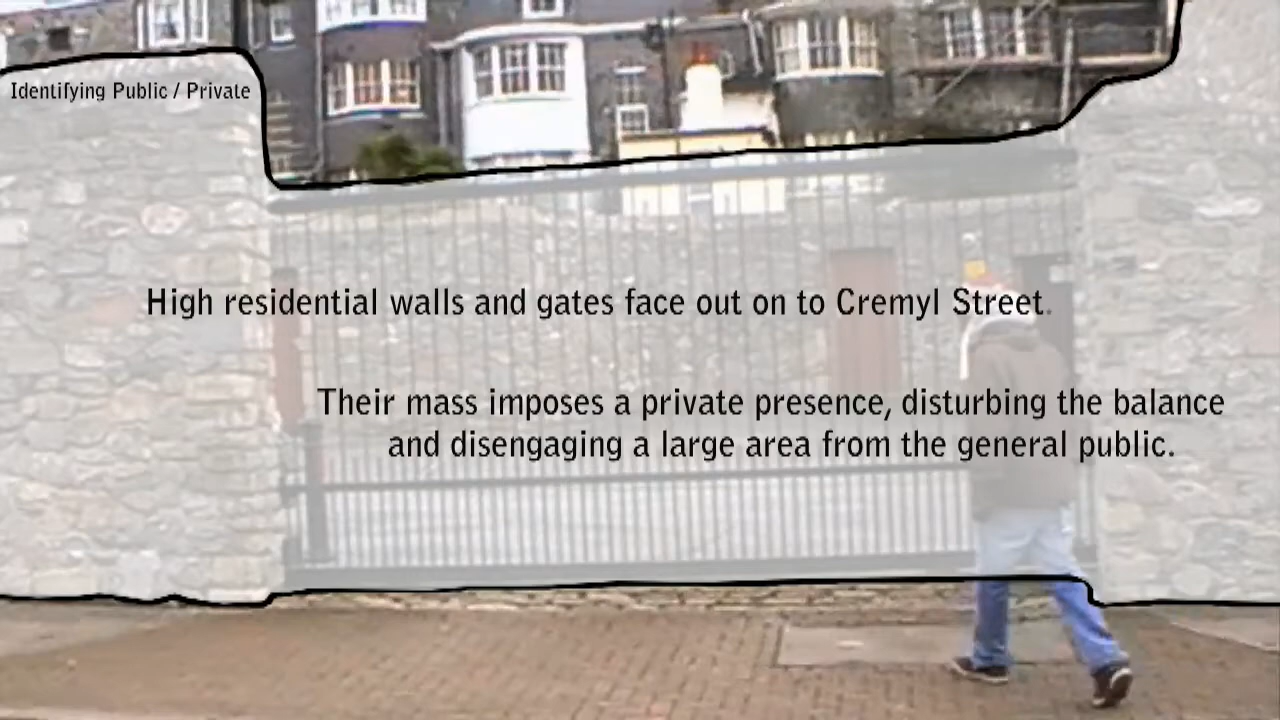 Identifying Public / Private
High residential walls and gates face out on to Cremyl Street.
Their mass imposes a private presence, disturbing the balance
and disengaging a large area from the general public.